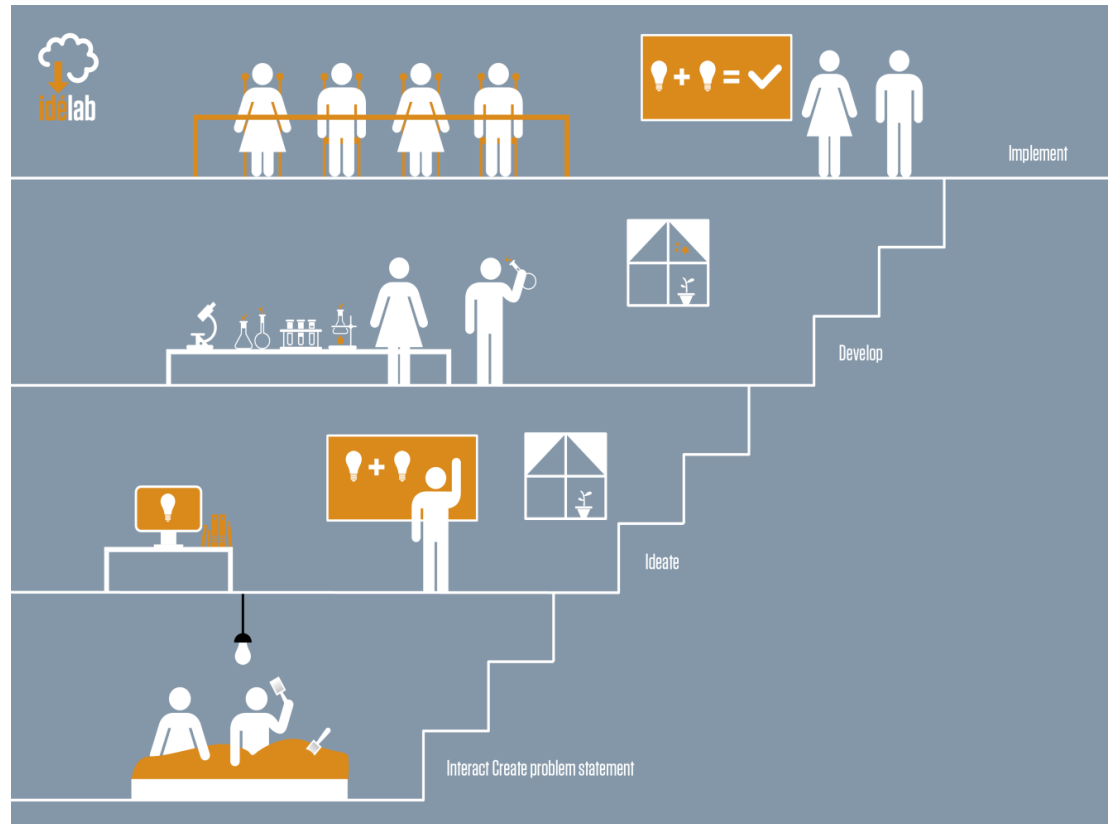 idélab
+ = ✓
Implement
Develop
+
Ideate
Interact Create problem statement